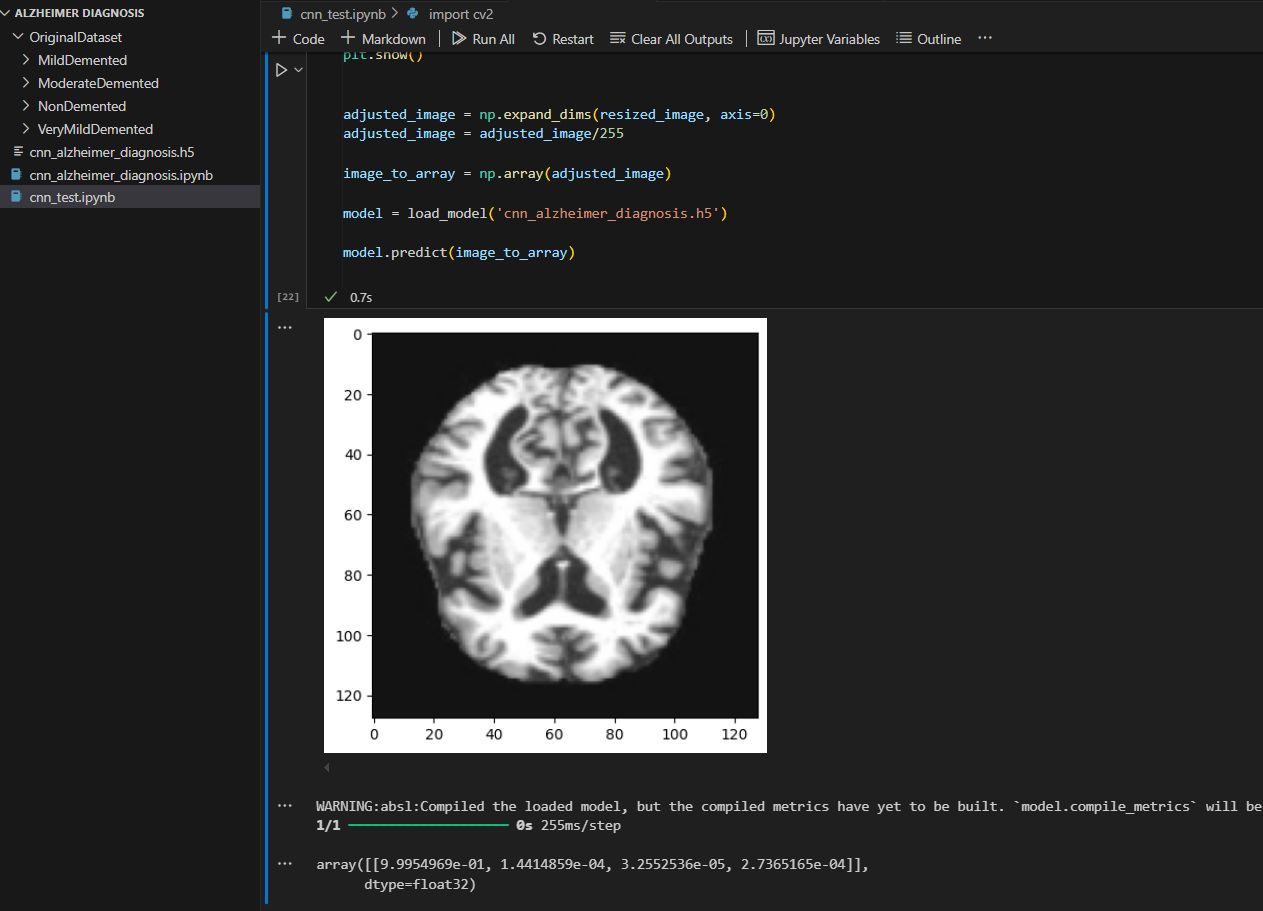 ALZHEIMER DIAGNOSIS
OriginalDataset
MildDemented
ModerateDemented
NonDemented
VeryMildDemented
cnn_alzheimer_diagnosis.h5
cnn_alzheimer_diagnosis.ipynb
cnn_test.ipynb
cnn_test.ipynb > import cv2
+ Code + Markdown | Run All Restart Clear All Outputs | Jupyter Variables Outline ...
plt.show()
adjusted_image = np.expand_dims(resized_image, axis=0)
adjusted_image = adjusted_image/255
image_to_array = np.array(adjusted_image)
model = load_model('cnn_alzheimer_diagnosis.h5')
model.predict(image_to_array)
[22] ✓ 0.7s
...
0
20
40
60
80
100
120
0 20 40 60 80 100 120
... WARNING:absl:Compiled the loaded model, but the compiled metrics have yet to be built. `model.compile_metrics` will be
1/1 0s 255ms/step
... array([[9.9954969e-01, 1.4414859e-04, 3.2552536e-05, 2.7365165e-04]],
dtype=float32)